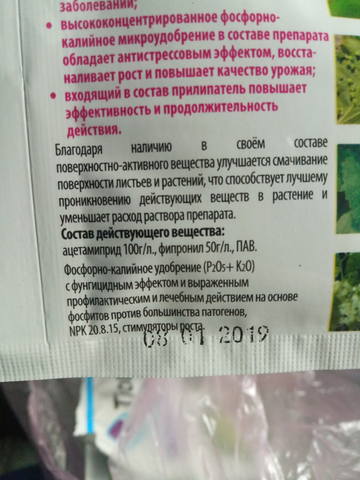 заболеваний;
• высококонцентрированное фосфорно-
калийное микроудобрение в составе препарата
обладает антистрессовым эффектом, восста-
наливает рост и повышает качество урожая;
• входящий в состав прилипатель повышает
эффективность и продолжительность
действия.
Благодаря наличию в своём составе
поверхностно-активного вещества улучшается смачивание
поверхности листьев и растений, что способствует лучшему
проникновению действующих веществ в растение и
уменьшает расход раствора препарата.
Состав действующего вещества:
ацетамиприд 100г/л., фипронил 50г/л., ПАВ.
Фосфорно-калийное удобрение (P2O5+ K2O)
с фунгицидным эффектом и выраженным
профилактическим и лечебным действием на основе
фосфитов против большинства патогенов,
NPK 20.8.15, стимуляторы роста.
08 01 2019